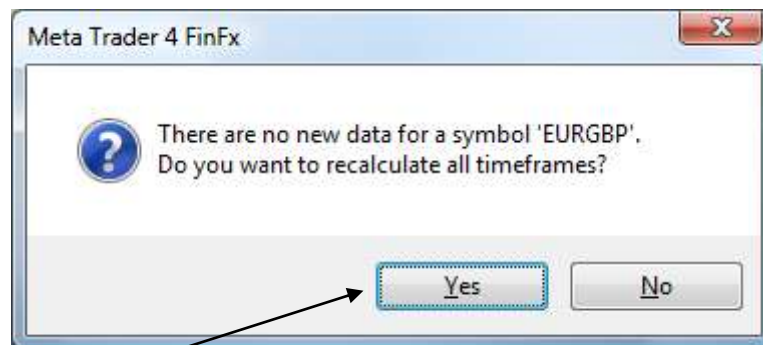 Meta Trader 4 FinFx
There are no new data for a symbol 'EURGBP'.
Do you want to recalculate all timeframes?
Yes
No